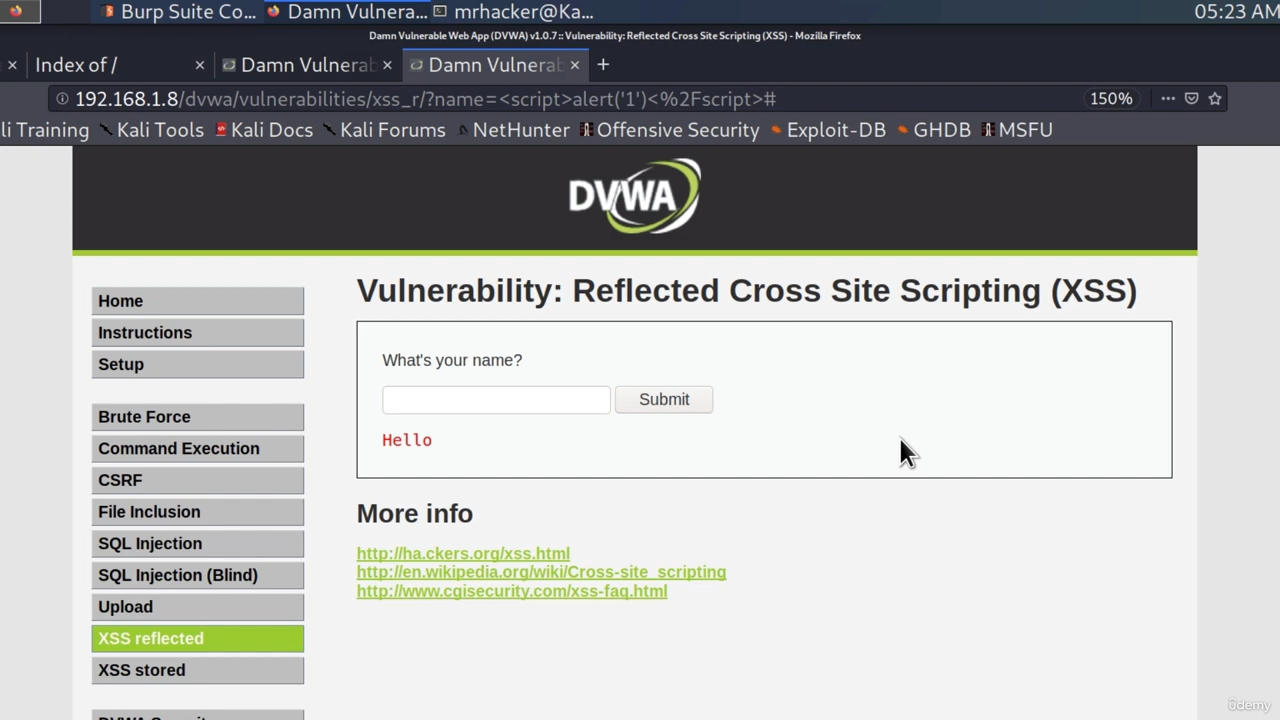 Burp Suite Co... Damn Vulnera... mrhacker@Ka... 05:23 AM
Damn Vulnerable Web App (DVWA) v1.0.7 :: Vulnerability: Reflected Cross Site Scripting (XSS) - Mozilla Firefox
Index of / Damn Vulnerab Damn Vulnerab
192.168.1.8/dvwa/vulnerabilities/xss_r/?name=<script>alert('1')<%2Fscript># 150%
li Training Kali Tools Kali Docs Kali Forums NetHunter Offensive Security Exploit-DB GHDB MSFU
DVWA
Vulnerability: Reflected Cross Site Scripting (XSS)
Home
Instructions
Setup
Brute Force
Command Execution
CSRF
File Inclusion
SQL Injection
SQL Injection (Blind)
Upload
XSS reflected
XSS stored
What's your name?
Submit
Hello
More info
http://ha.ckers.org/xss.html
http://en.wikipedia.org/wiki/Cross-site_scripting
http://www.cgisecurity.com/xss-faq.html
ûdemy